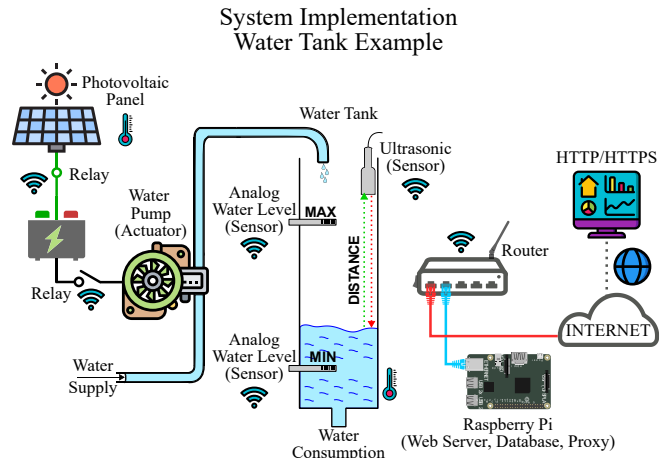 System Implementation
Water Tank Example
Photovoltaic
Panel
Relay
Water
Pump
(Actuator)
Relay
Water
Supply
Water Tank
Analog
Water Level
(Sensor)
MAX
Ultrasonic
(Sensor)
DISTANCE
Analog
Water Level
(Sensor)
MIN
Water
Consumption
Router
HTTP/HTTPS
INTERNET
Raspberry Pi
(Web Server, Database, Proxy)